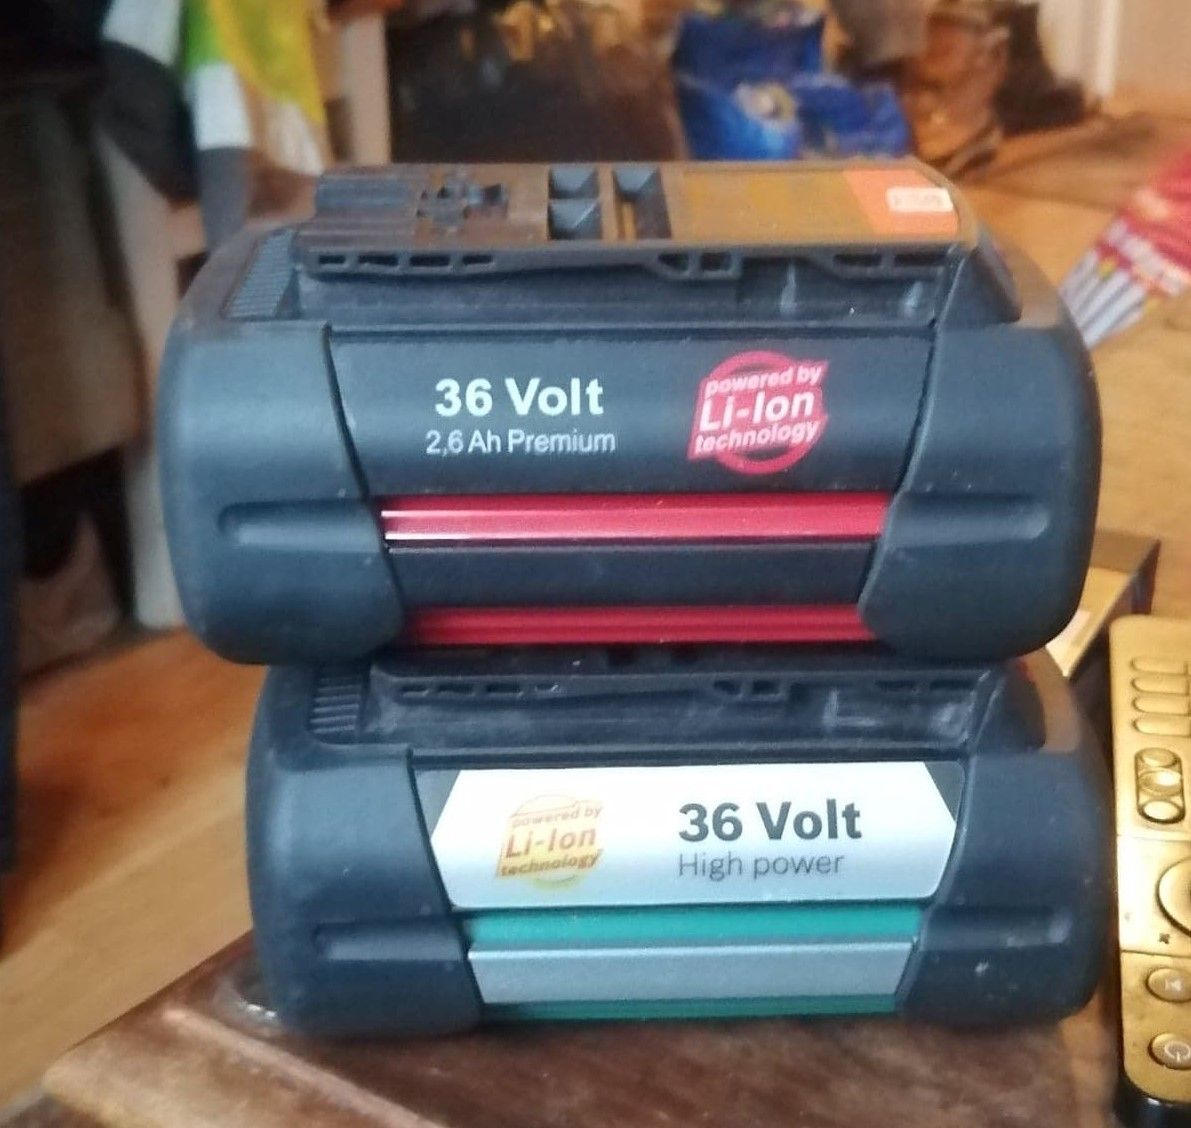 36 Volt
2,6 Ah Premium
powered by
Li-Ion
technology
powered by
Li-Ion
technology
36 Volt
High power